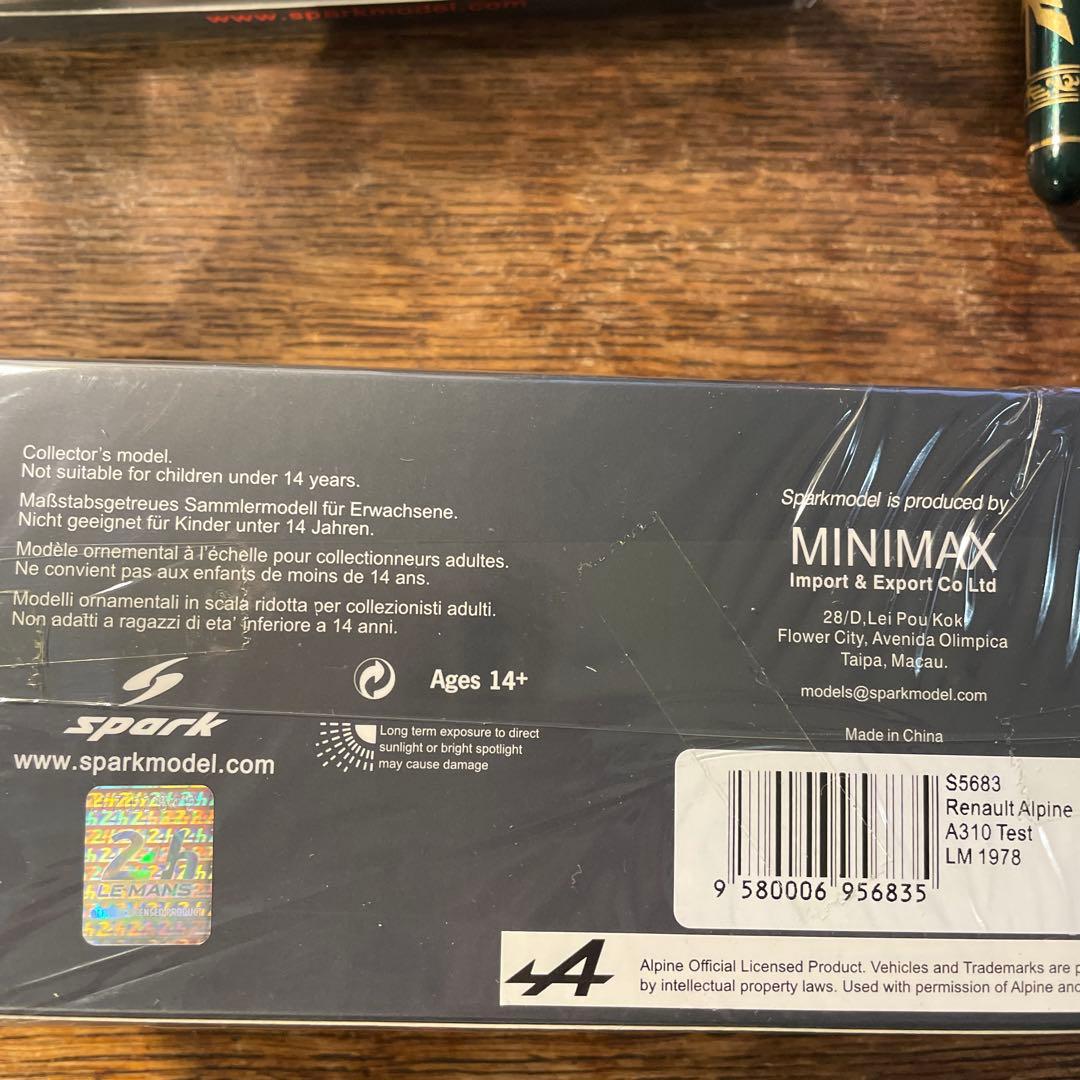 www.sparkmodel.com
Collector's model.
Not suitable for children under 14 years.
Maßstabsgetreues Sammlermodell für Erwachsene.
Nicht geeignet für Kinder unter 14 Jahren.
Modèle ornemental à l'échelle pour collectionneurs adultes.
Ne convient pas aux enfants de moins de 14 ans.
Modelli ornamentali in scala ridotta per collezionisti adulti.
Non adatti a ragazzi di eta' inferiore a 14 anni.
Ages 14+
spark
www.sparkmodel.com
Long term exposure to direct
sunlight or bright spotlight
may cause damage
24h
LE MANS
Sparkmodel is produced by
MINIMAX
Import & Export Co Ltd
28/D,Lei Pou Kok
Flower City, Avenida Olimpica
Taipa, Macau.
models@sparkmodel.com
Made in China
S5683
Renault Alpine
A310 Test
LM 1978
9 580006 956835
A
Alpine Official Licensed Product. Vehicles and Trademarks are
by intellectual property laws. Used with permission of Alpine